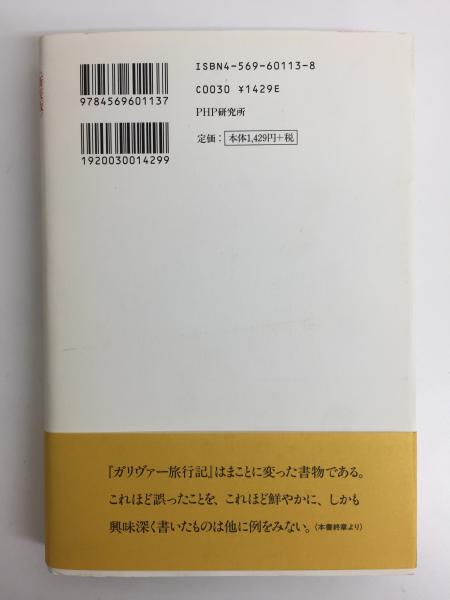 ISBN4-569-60113-8
C0030 ¥1429E
PHP研究所
定価：本体1,429円+税
9784569601137
1920030014299
『ガリヴァー旅行記』はまことに変った書物である。
これほど誤ったことを、これほど鮮やかに、しかも
興味深く書いたものは他に例をみない。（本書終章より）